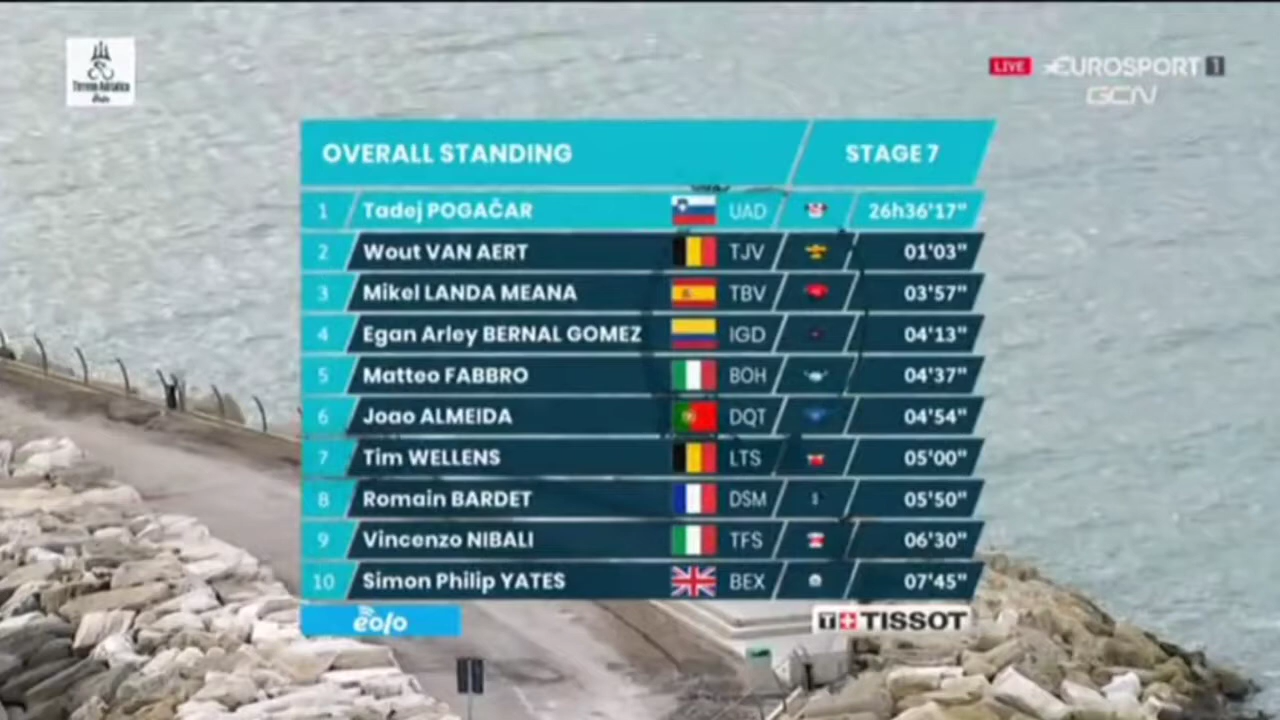 Tirreno Adriatico
LIVE EUROSPORT 1
GCN
OVERALL STANDING STAGE 7
1 Tadej POGAČAR UAD 26h36'17"
2 Wout VAN AERT TJV 01'03"
3 Mikel LANDA MEANA TBV 03'57"
4 Egan Arley BERNAL GOMEZ IGD 04'13"
5 Matteo FABBRO BOH 04'37"
6 Joao ALMEIDA DQT 04'54"
7 Tim WELLENS LTS 05'00"
8 Romain BARDET DSM 05'50"
9 Vincenzo NIBALI TFS 06'30"
10 Simon Philip YATES BEX 07'45"
eolo T+ TISSOT